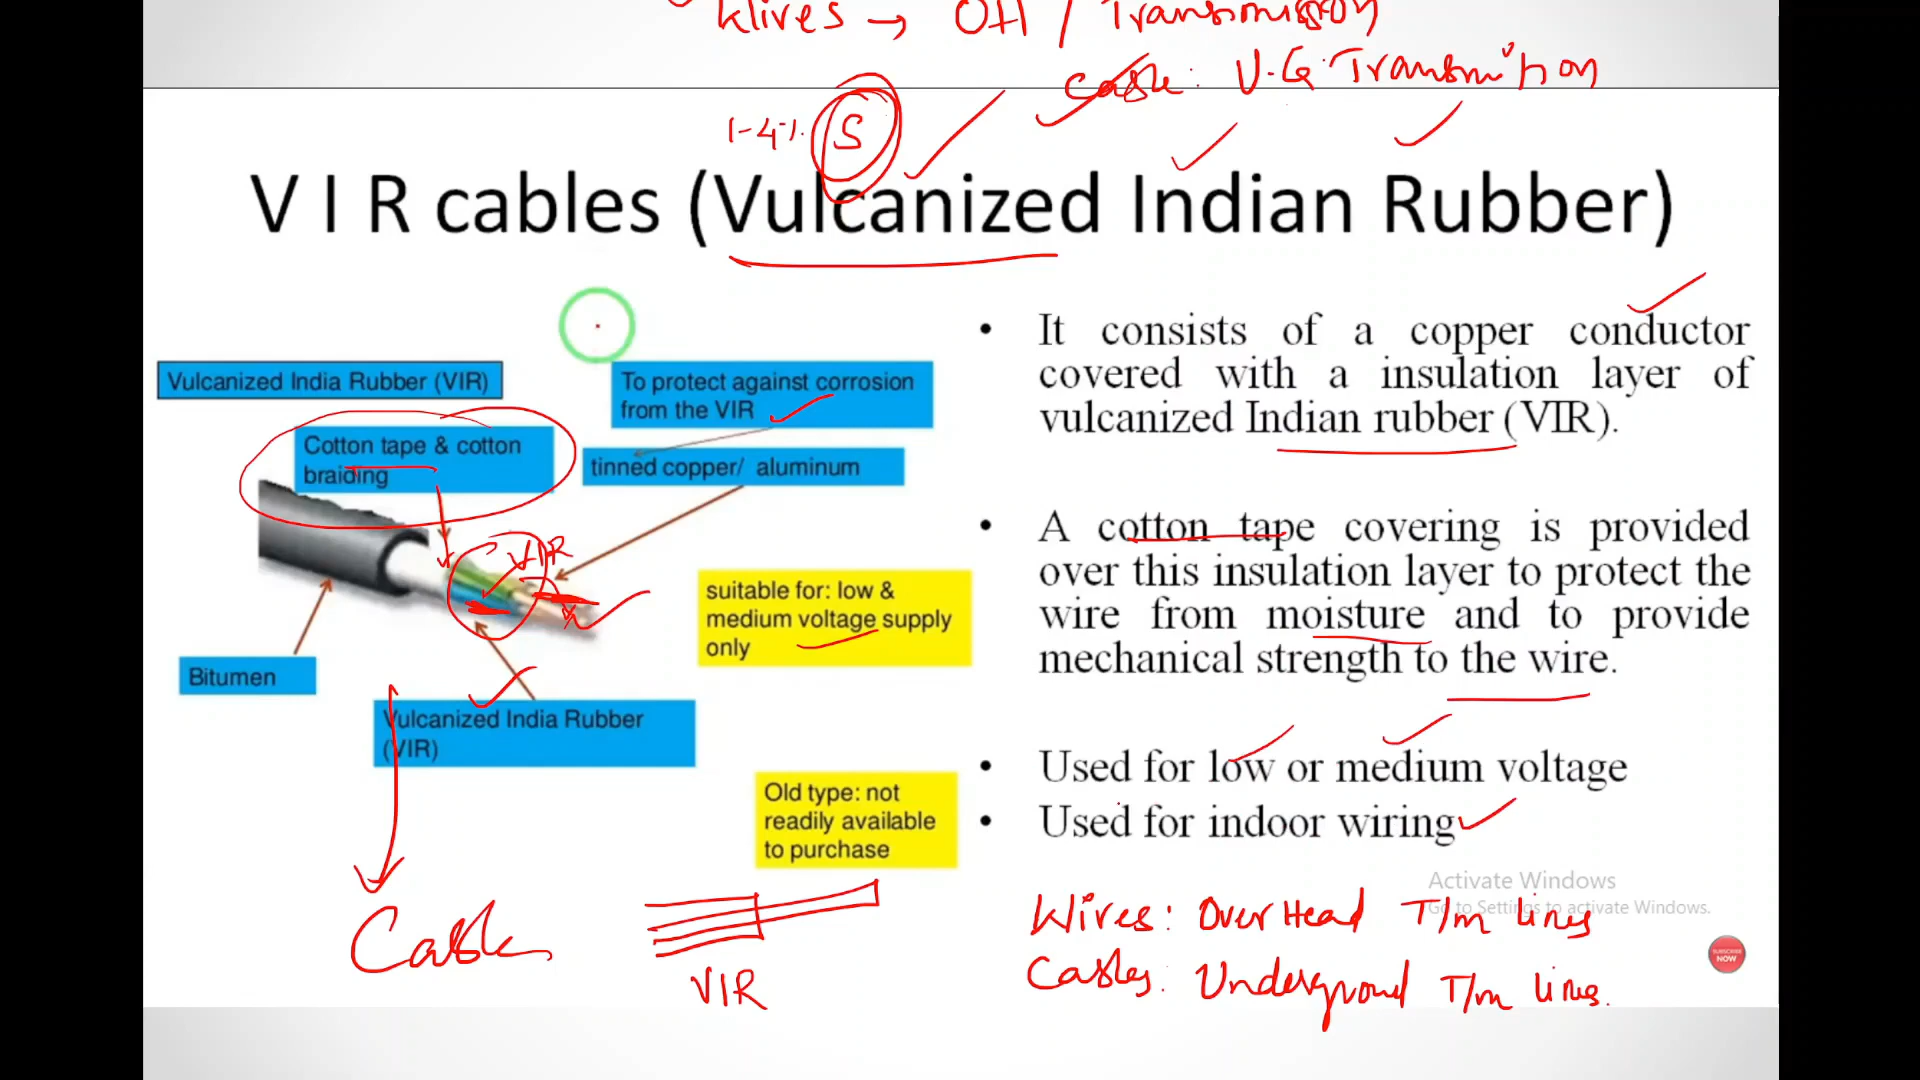 Wires → OH / Transmission
Cable: U.G. Transmission
1-4%. S
V I R cables (Vulcanized Indian Rubber)
Vulcanized India Rubber (VIR)
To protect against corrosion
from the VIR
Cotton tape & cotton
braiding
tinned copper/ aluminum
VIR
suitable for: low &
medium voltage supply
only
Bitumen
Vulcanized India Rubber
(VIR)
Old type: not
readily available
to purchase
Cable
VIR
• It consists of a copper conductor
covered with a insulation layer of
vulcanized Indian rubber (VIR).
• A cotton tape covering is provided
over this insulation layer to protect the
wire from moisture and to provide
mechanical strength to the wire.
• Used for low or medium voltage
• Used for indoor wiring
Activate Windows
Go to Settings to activate Windows.
Wires: OverHead T/m lines
Cables: Underground T/m lines.
SUBSCRIBE
NOW